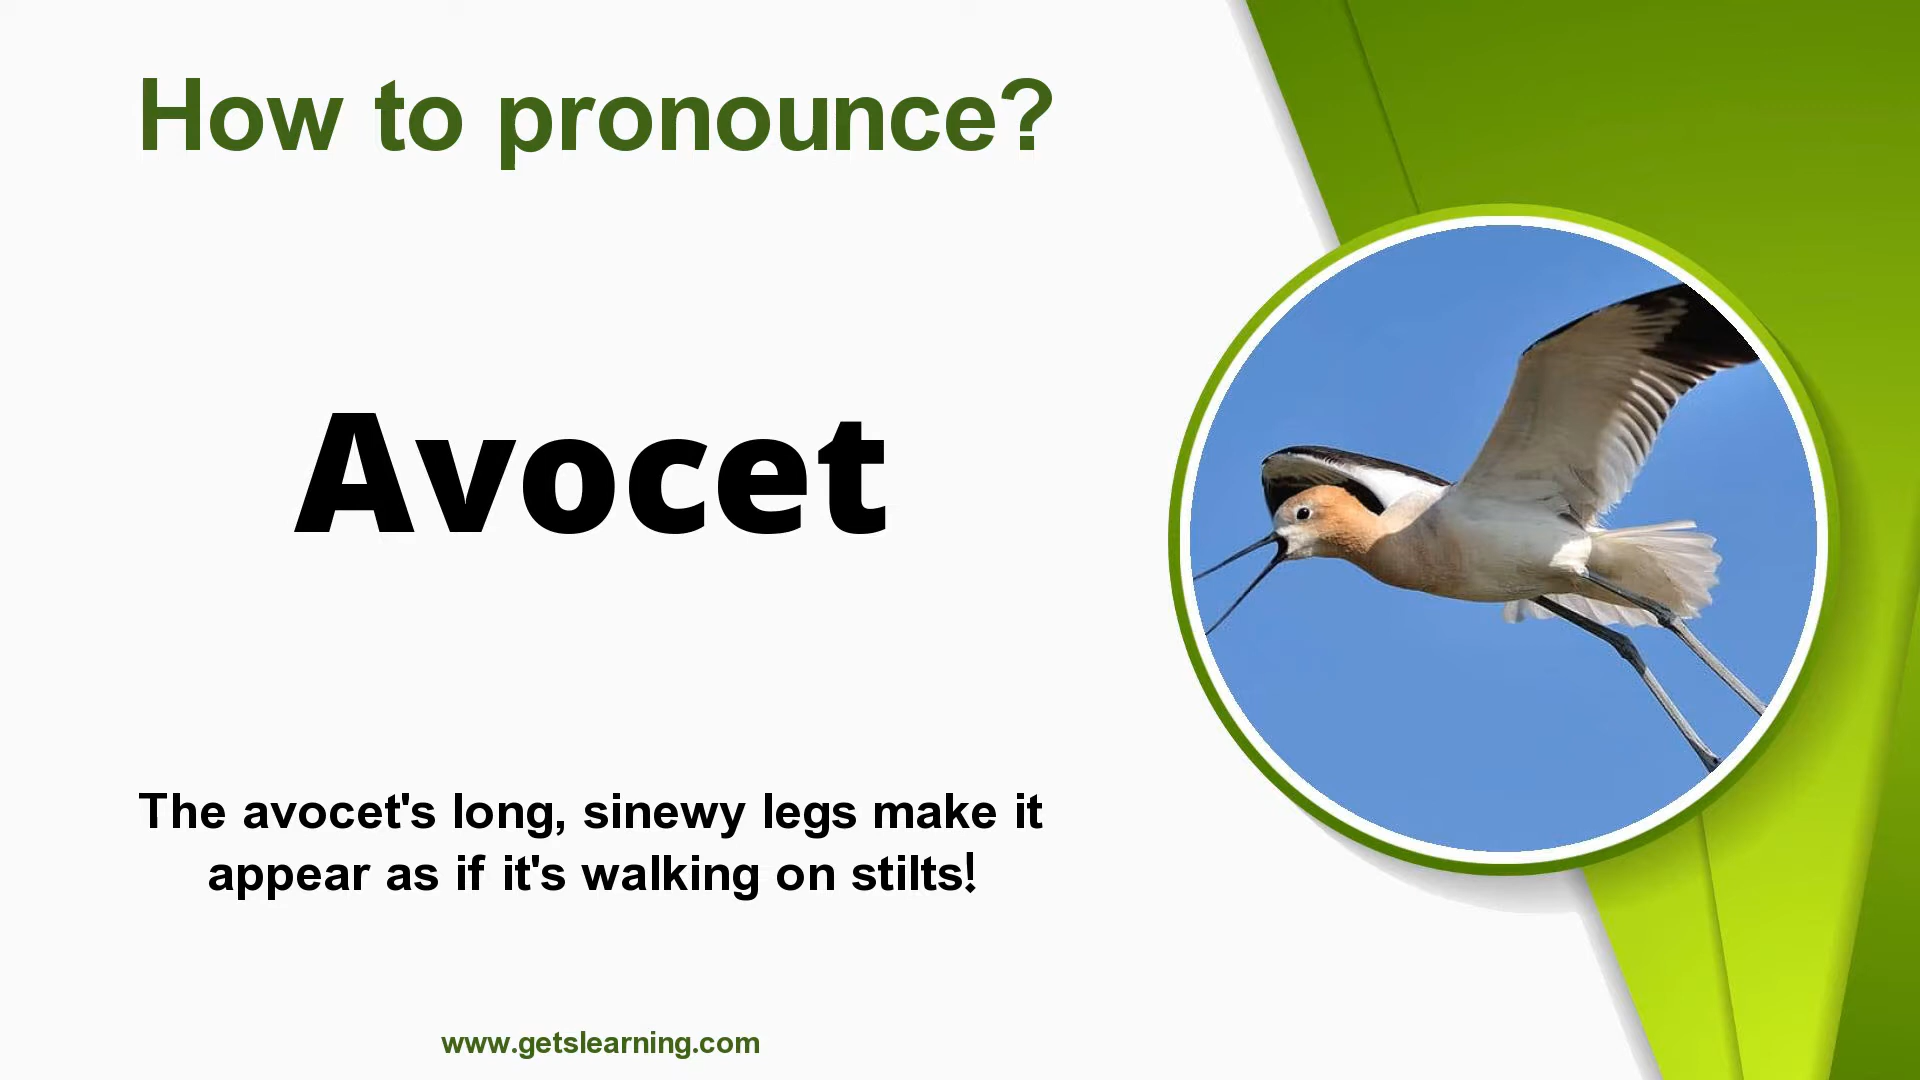 How to pronounce?
Avocet
The avocet's long, sinewy legs make it
appear as if it's walking on stilts!
www.getslearning.com